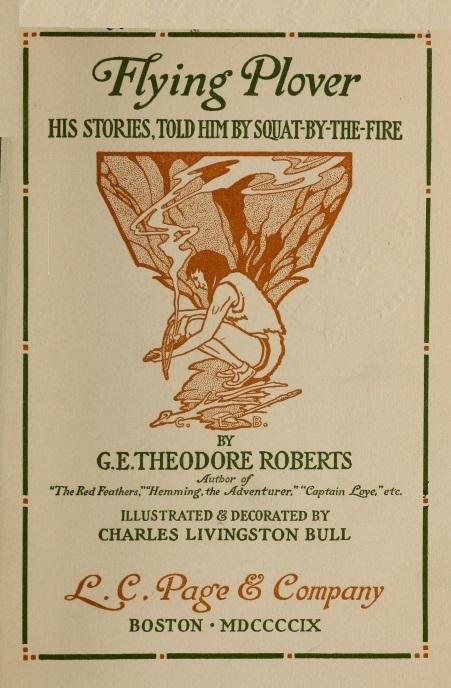 Flying Plover
HIS STORIES, TOLD HIM BY SQUAT-BY-THE-FIRE
C. L. B.
BY
G.E. THEODORE ROBERTS
Author of
"The Red Feathers," "Hemming, the Adventurer," "Captain Love," etc.
ILLUSTRATED & DECORATED BY
CHARLES LIVINGSTON BULL
L. C. Page & Company
BOSTON · MDCCCCIX